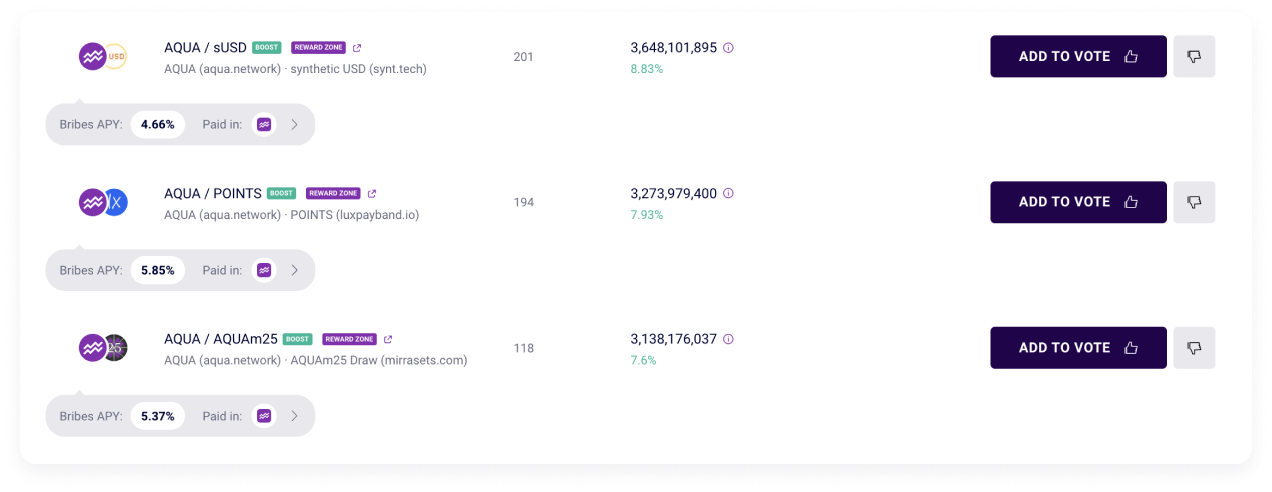 AQUA / sUSD BOOST REWARD ZONE
AQUA (aqua.network) · synthetic USD (synt.tech)
201
3,648,101,895
8.83%
ADD TO VOTE
USD
Bribes APY: 4.66% Paid in:
AQUA / POINTS BOOST REWARD ZONE
AQUA (aqua.network) · POINTS (luxpayband.io)
194
3,273,979,400
7.93%
ADD TO VOTE
Bribes APY: 5.85% Paid in:
AQUA / AQUAm25 BOOST REWARD ZONE
AQUA (aqua.network) · AQUAm25 Draw (mirrasets.com)
118
3,138,176,037
7.6%
ADD TO VOTE
25
Bribes APY: 5.37% Paid in: